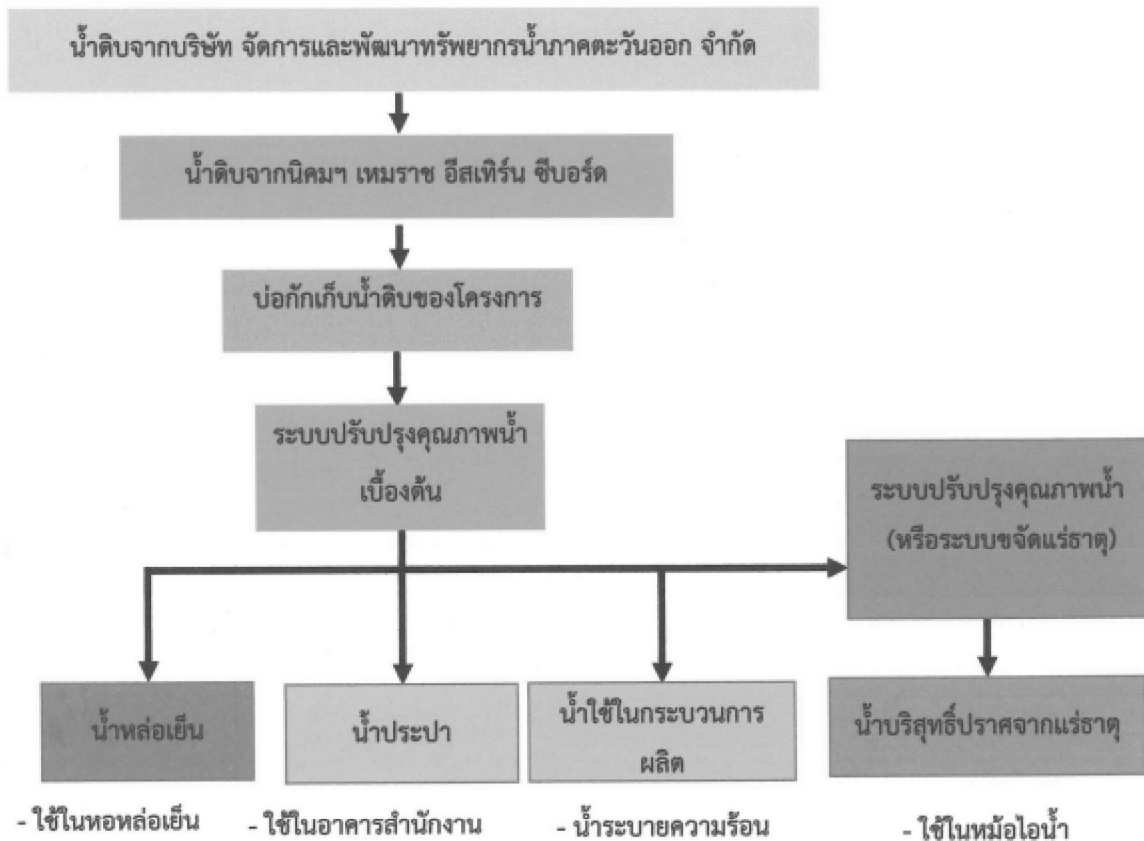 น้ำดิบจากบริษัท จัดการและพัฒนาทรัพยากรน้ำภาคตะวันออก จำกัด
น้ำดิบจากนิคมฯ เหมราช อีสเทิร์น ซีบอร์ด
บ่อกักเก็บน้ำดิบของโครงการ
ระบบปรับปรุงคุณภาพน้ำ
เบื้องต้น
ระบบปรับปรุงคุณภาพน้ำ
(หรือระบบขจัดแร่ธาตุ)
น้ำหล่อเย็น
น้ำประปา
น้ำใช้ในกระบวนการ
ผลิต
น้ำบริสุทธิ์ปราศจากแร่ธาตุ
- ใช้ในหอหล่อเย็น
- ใช้ในอาคารสำนักงาน
- น้ำระบายความร้อน
- ใช้ในหม้อไอน้ำ